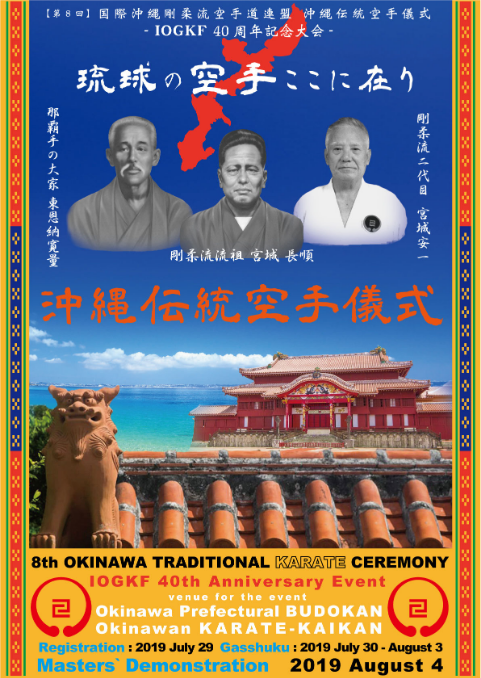 【第8回】国際沖縄剛柔流空手道連盟 沖縄伝統空手儀式
- IOGKF 40周年記念大会 -
琉球の空手ここに在り
那覇手の大家 東恩納寛量
剛柔流流祖 宮城 長順
剛柔流二代目 宮城安一
沖縄伝統空手儀式
8th OKINAWA TRADITIONAL KARATE CEREMONY
IOGKF 40th Anniversary Event
venue for the event
Okinawa Prefectural BUDOKAN
Okinawan KARATE-KAIKAN
Registration : 2019 July 29 Gasshuku : 2019 July 30 - August 3
Masters` Demonstration 2019 August 4